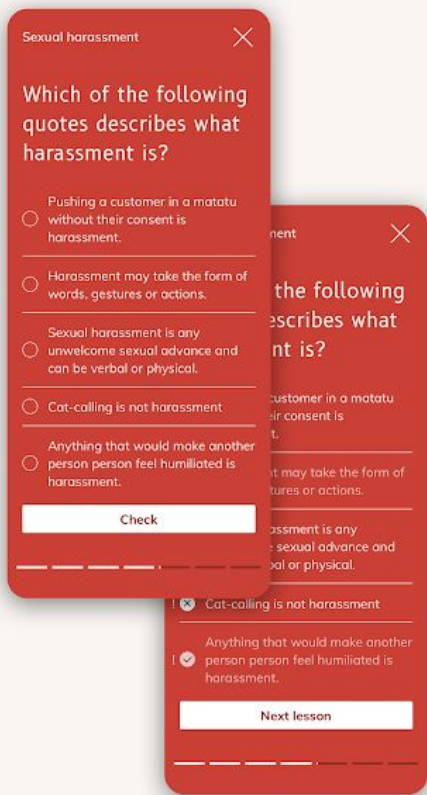 Sexual harassment
Which of the following
quotes describes what
harassment is?
Pushing a customer in a matatu
without their consent is
harassment.
Harassment may take the form of
words, gestures or actions.
Sexual harassment is any
unwelcome sexual advance and
can be verbal or physical.
Cat-calling is not harassment
Anything that would make another
person person feel humiliated is
harassment.
Check
ment
the following
escribes what
nt is?
customer in a matatu
eir consent is
t.
nt may take the form of
tures or actions.
assment is any
e sexual advance and
bal or physical.
! Cat-calling is not harassment
Anything that would make another
! person person feel humiliated is
harassment.
Next lesson